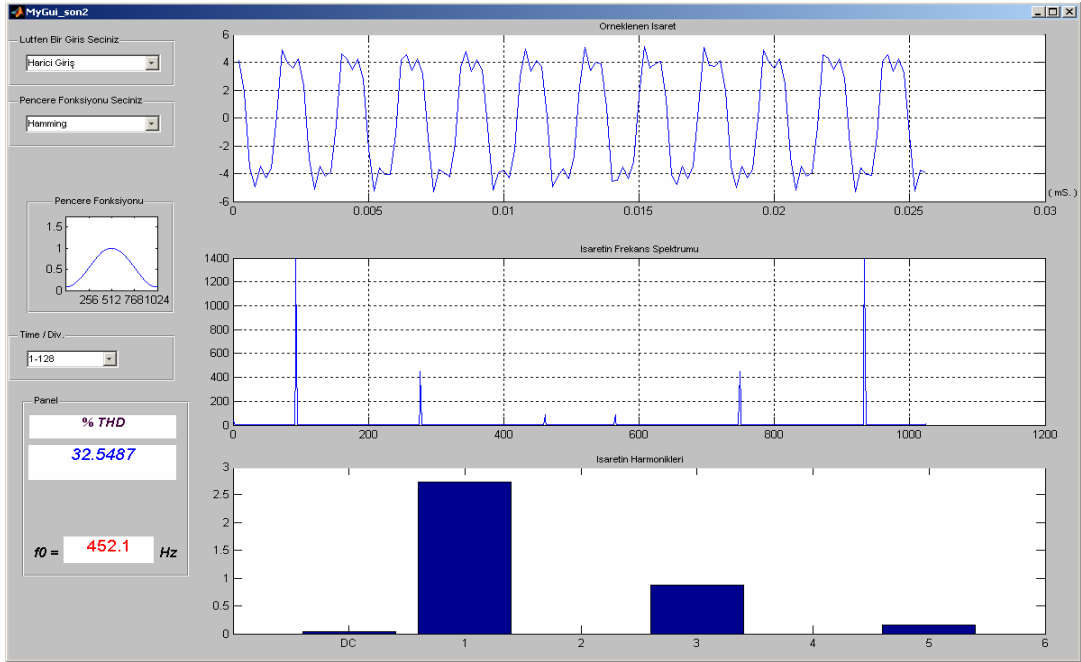 MyGui_son2
Lutfen Bir Giris Seciniz
Harici Giriş
Pencere Fonksiyonu Seciniz
Hamming
Pencere Fonksiyonu
1.5
1
0.5
0
256 512 768 1024
Time / Div.
1-128
Panel
% THD
32.5487
f0 = 452.1 Hz
Orneklenen Isaret
6
4
2
0
-2
-4
-6
0 0.005 0.01 0.015 0.02 0.025 0.03
( mS. )
Isaretin Frekans Spektrumu
1400
1200
1000
800
600
400
200
0
0 200 400 600 800 1000 1200
Isaretin Harmonikleri
3
2.5
2
1.5
1
0.5
0
DC 1 2 3 4 5 6